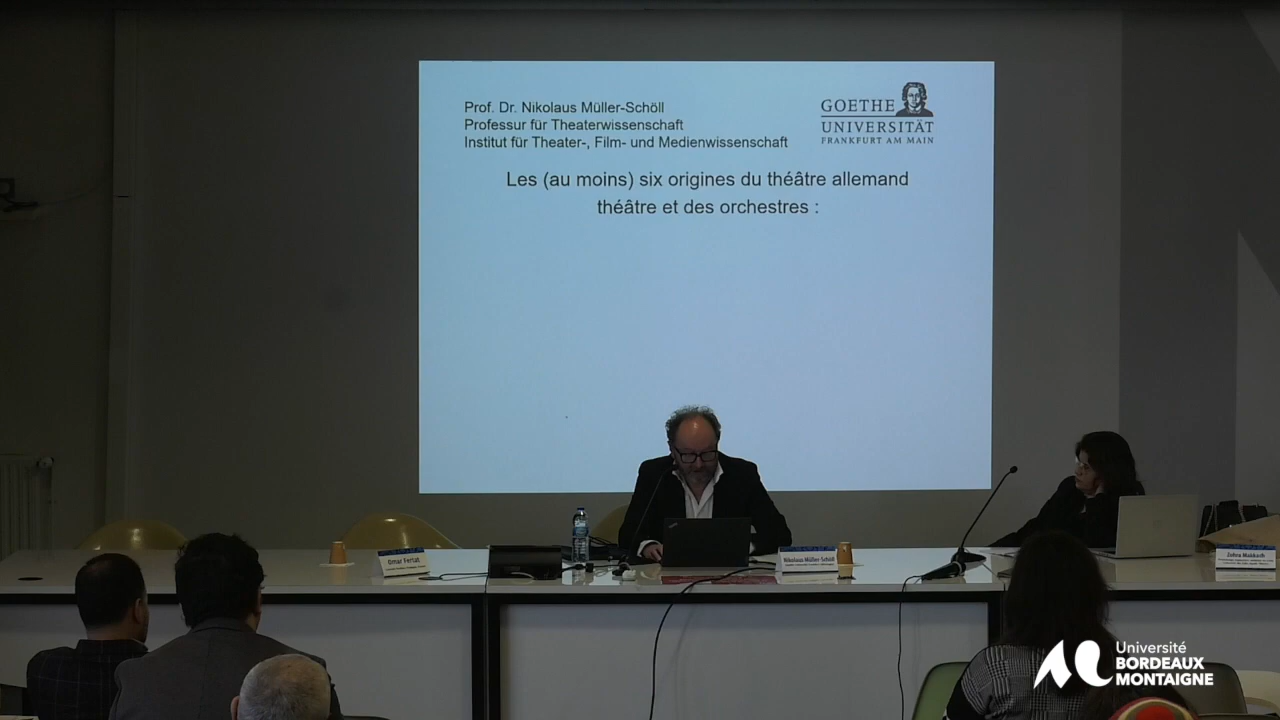 Prof. Dr. Nikolaus Müller-Schöll
Professur für Theaterwissenschaft
Institut für Theater-, Film- und Medienwissenschaft
GOETHE
UNIVERSITÄT
FRANKFURT AM MAIN
Les (au moins) six origines du théâtre allemand
théâtre et des orchestres :
Omar Fertat
Nikolaus Müller-Schöll
Zohra Makkach
Université
BORDEAUX
MONTAIGNE